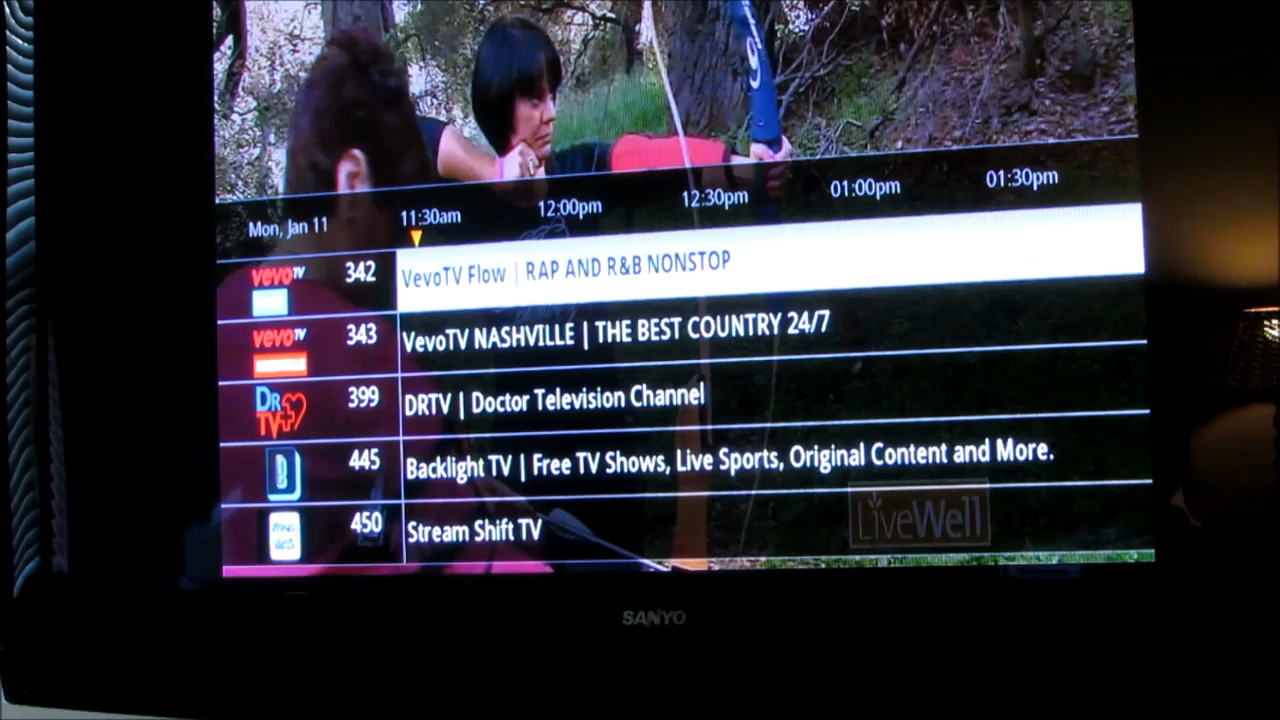 Mon, Jan 11 11:30am 12:00pm 12:30pm 01:00pm 01:30pm
vevoTV 342 VevoTV Flow | RAP AND R&B NONSTOP
vevoTV 343 VevoTV NASHVILLE | THE BEST COUNTRY 24/7
NASHVILLE
DR TV 399 DRTV | Doctor Television Channel
445 Backlight TV | Free TV Shows, Live Sports, Original Content and More.
450 Stream Shift TV
LiveWell
SANYO